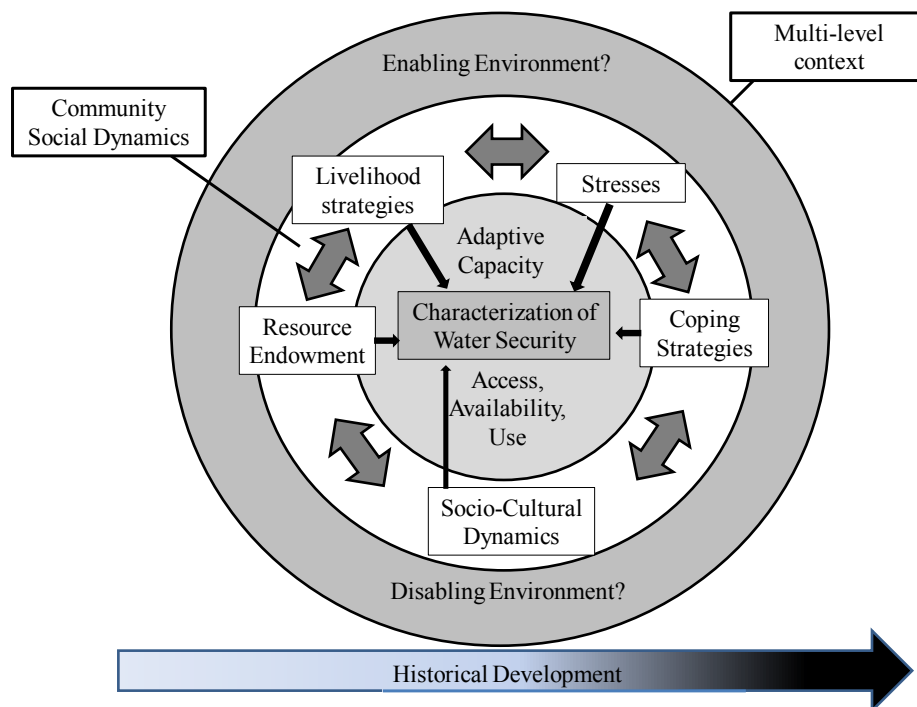 Enabling Environment?
Multi-level
context
Community
Social Dynamics
Livelihood
strategies
Stresses
Adaptive
Capacity
Resource
Endowment
Characterization of
Water Security
Coping
Strategies
Access,
Availability,
Use
Socio-Cultural
Dynamics
Disabling Environment?
Historical Development